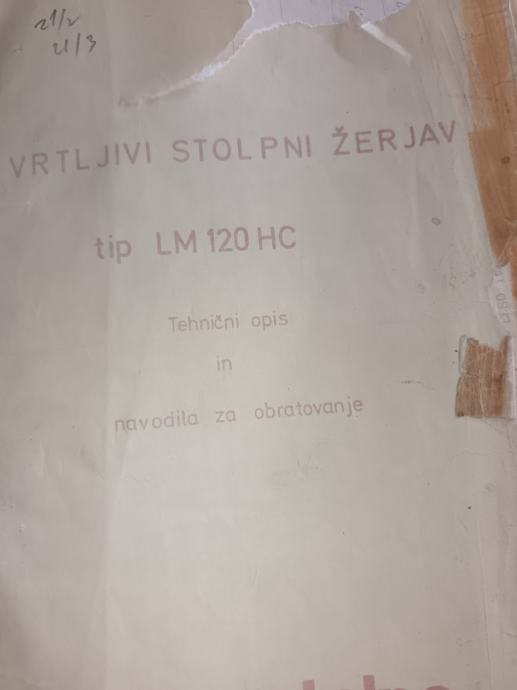 21/2
21/3
VRTLJIVI STOLPNI ŽERJAV
tip LM 120 HC
Tehnični opis
in
navodila za obratovanje